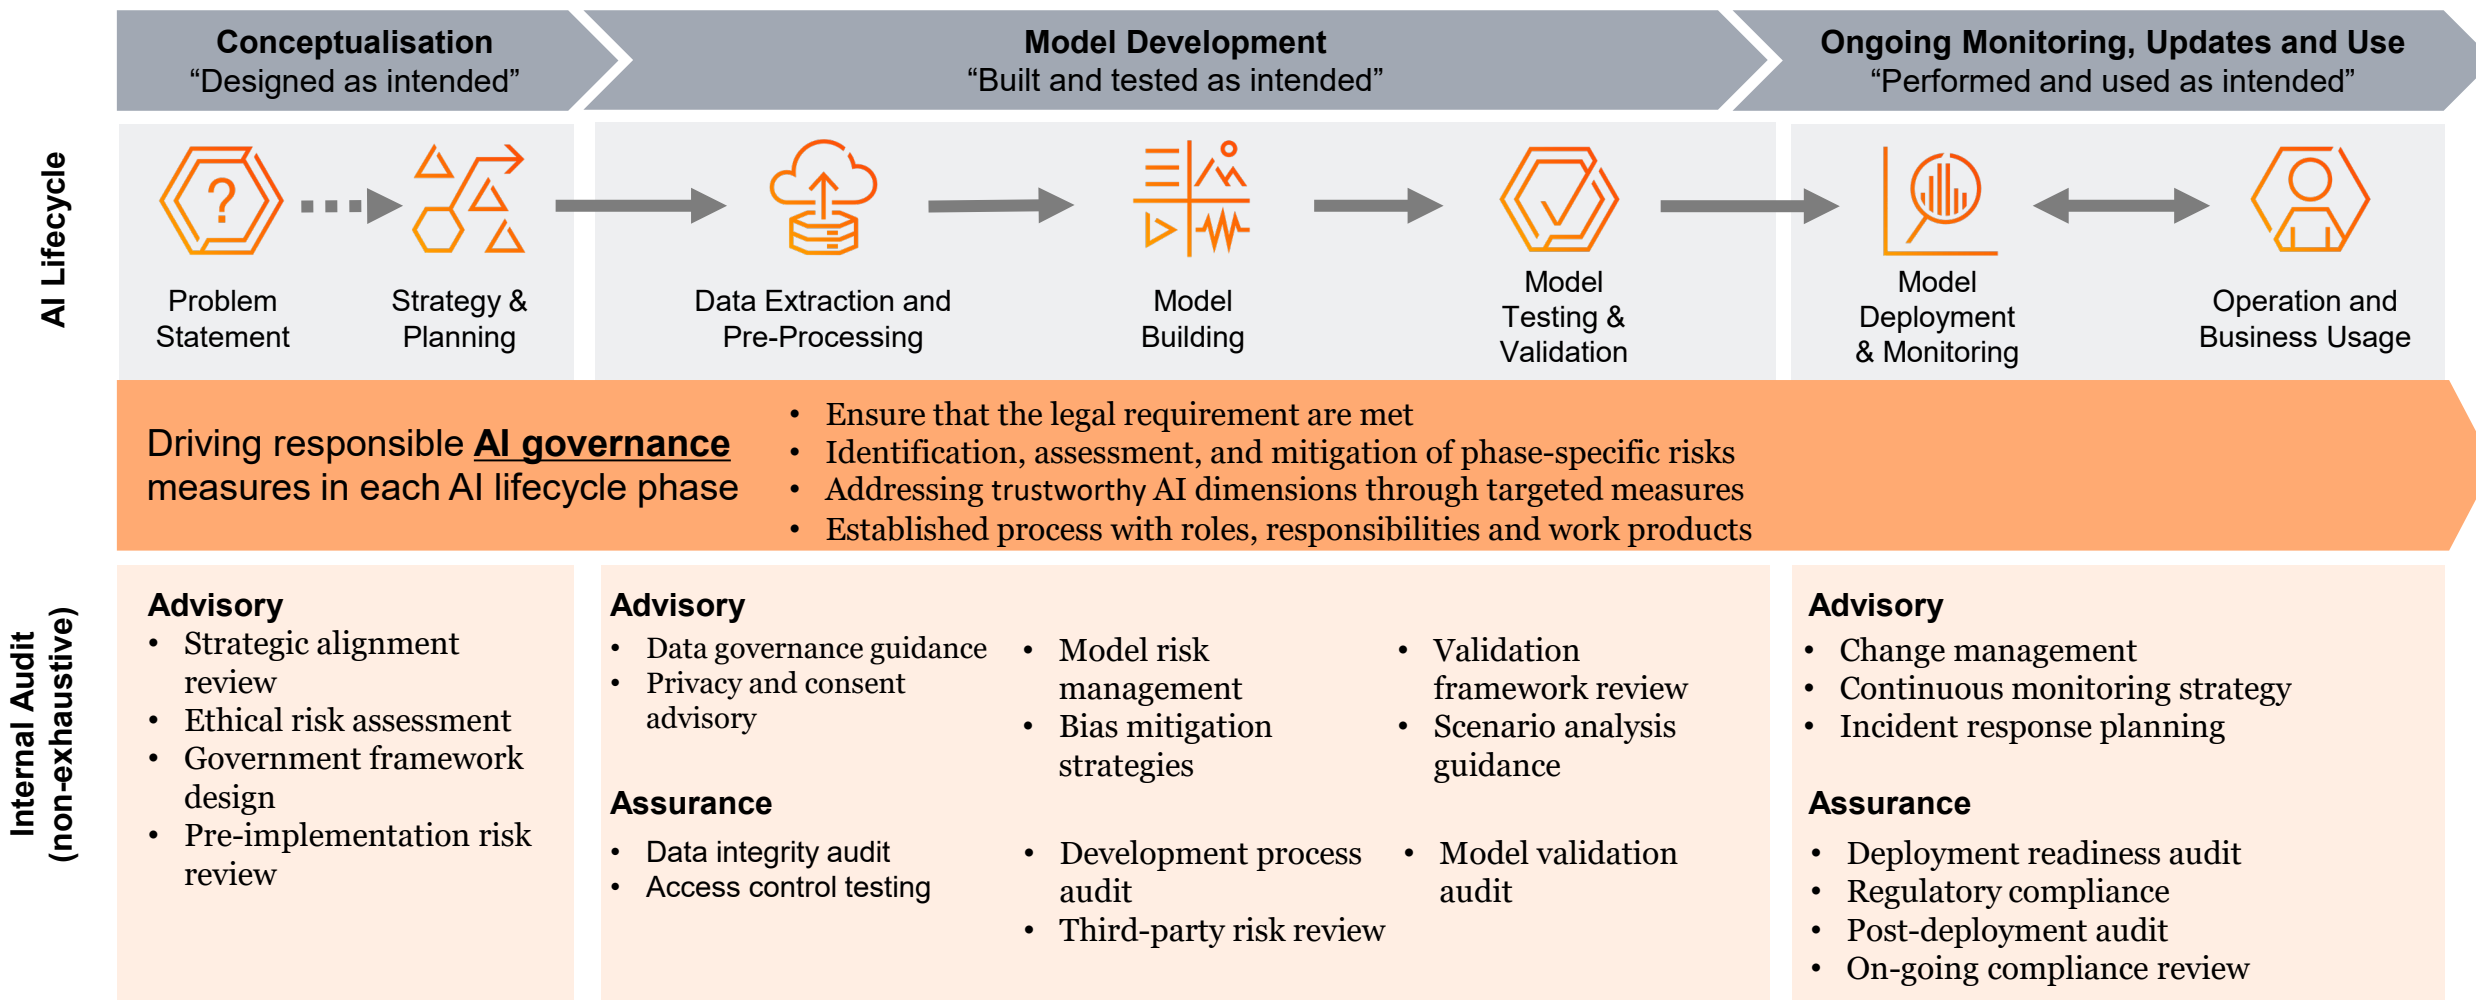 Conceptualisation
“Designed as intended”
Model Development
“Built and tested as intended”
Ongoing Monitoring, Updates and Use
“Performed and used as intended”
AI Lifecycle
?
Problem
Statement
Strategy &
Planning
Data Extraction and
Pre-Processing
Model
Building
Model
Testing &
Validation
Model
Deployment
& Monitoring
Operation and
Business Usage
Driving responsible AI governance
measures in each AI lifecycle phase
• Ensure that the legal requirement are met
• Identification, assessment, and mitigation of phase-specific risks
• Addressing trustworthy AI dimensions through targeted measures
• Established process with roles, responsibilities and work products
Internal Audit
(non-exhaustive)
Advisory
• Strategic alignment
review
• Ethical risk assessment
• Government framework
design
• Pre-implementation risk
review
Advisory
• Data governance guidance
• Privacy and consent
advisory
• Model risk
management
• Bias mitigation
strategies
• Validation
framework review
• Scenario analysis
guidance
Assurance
• Data integrity audit
• Access control testing
• Development process
audit
• Third-party risk review
• Model validation
audit
Advisory
• Change management
• Continuous monitoring strategy
• Incident response planning
Assurance
• Deployment readiness audit
• Regulatory compliance
• Post-deployment audit
• On-going compliance review